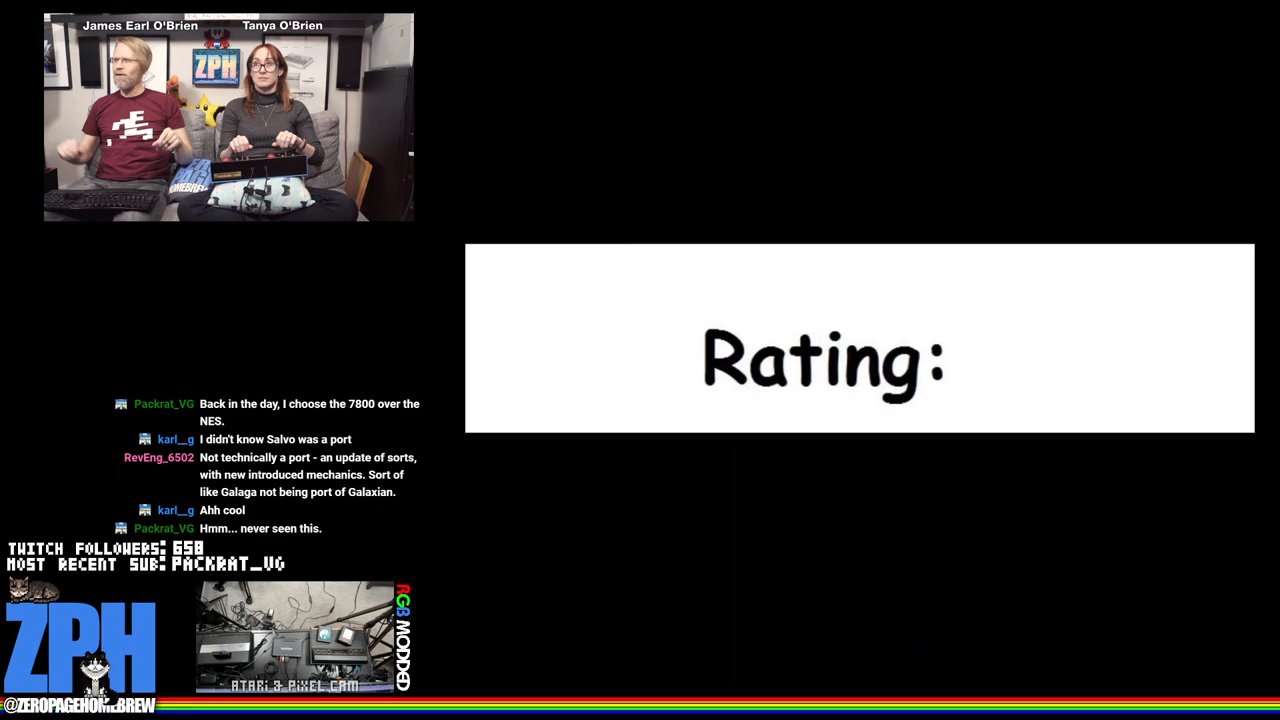 James Earl O'Brien
Tanya O'Brien
ZPH
Rating:
Packrat_VG Back in the day, I choose the 7800 over the
NES.
karl__g I didn't know Salvo was a port
RevEng_6502 Not technically a port - an update of sorts,
with new introduced mechanics. Sort of
like Galaga not being port of Galaxian.
karl__g Ahh cool
Packrat_VG Hmm... never seen this.
TWITCH FOLLOWERS: 658
MOST RECENT SUB: PACKRAT_VG
ZPH
RGB MODDED
ATARI & PIXEL CAM
@ZEROPAGEHOMEBREW